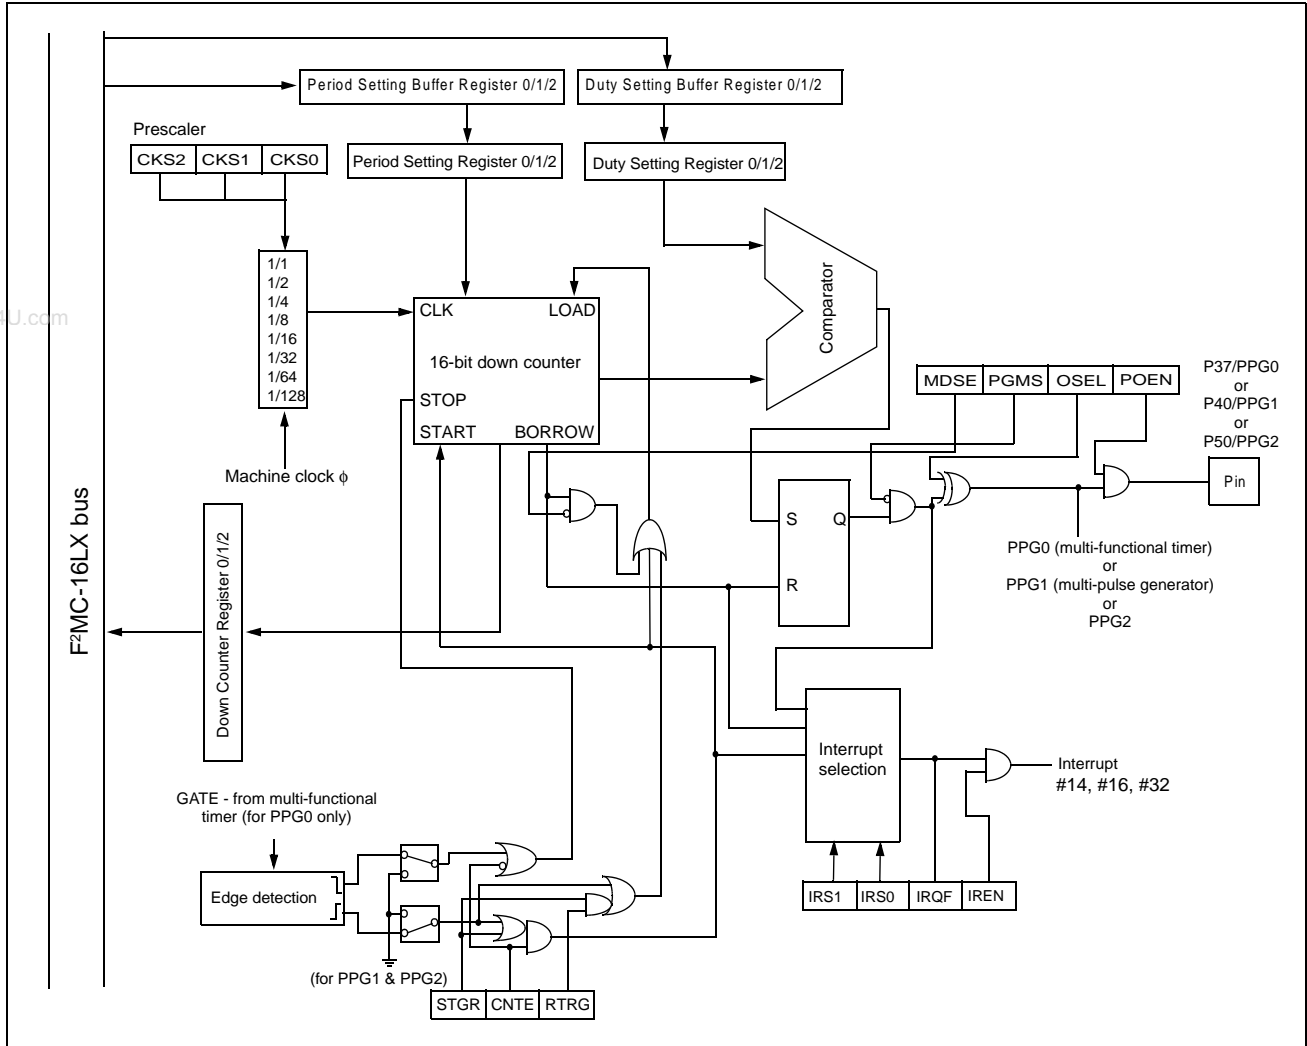 Period Setting Buffer Register 0/1/2
Duty Setting Buffer Register 0/1/2
Prescaler
CKS2 CKS1 CKS0
Period Setting Register 0/1/2
Duty Setting Register 0/1/2
1/1
1/2
1/4
1/8
1/16
1/32
1/64
1/128
4U.com
CLK
LOAD
16-bit down counter
STOP
START
BORROW
Comparator
Machine clock ϕ
MDSE PGMS OSEL POEN
P37/PPG0
or
P40/PPG1
or
P50/PPG2
Pin
S
Q
R
PPG0 (multi-functional timer)
or
PPG1 (multi-pulse generator)
or
PPG2
F²MC-16LX bus
Down Counter Register 0/1/2
Interrupt
selection
Interrupt
#14, #16, #32
GATE - from multi-functional
timer (for PPG0 only)
Edge detection
IRS1 IRS0 IRQF IREN
(for PPG1 & PPG2)
STGR CNTE RTRG